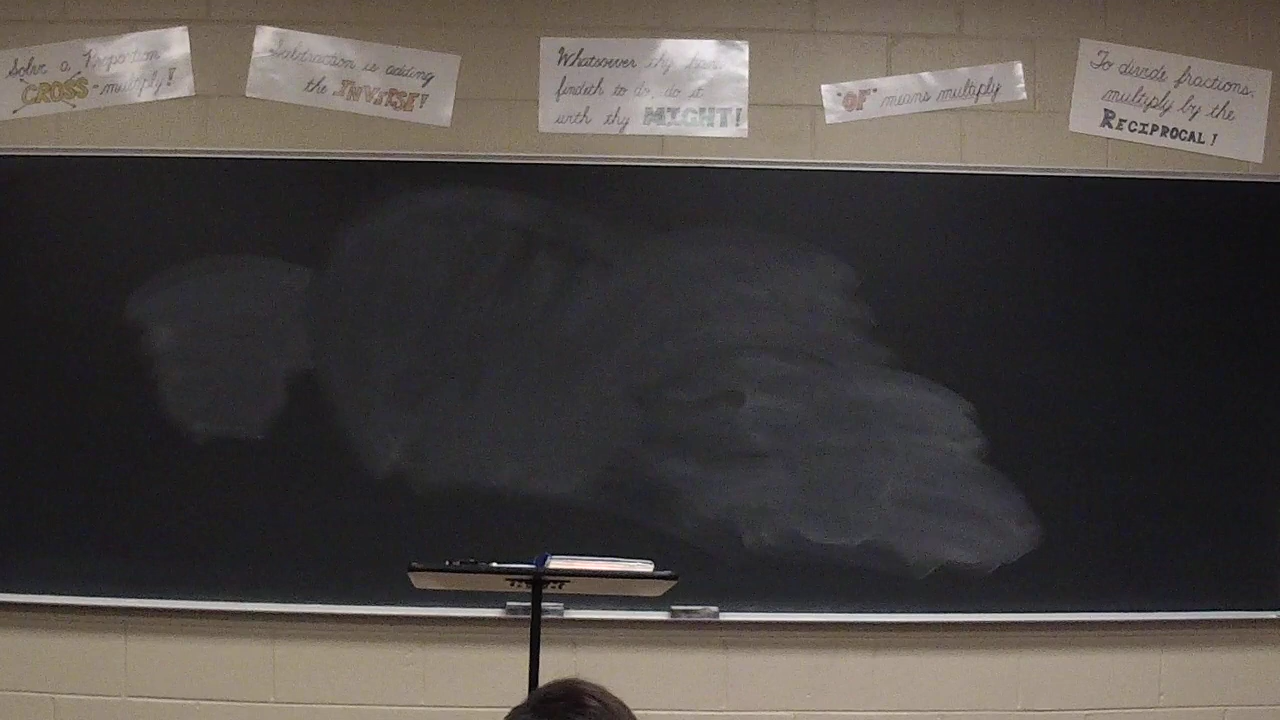 Solve a Proportion
"CROSS"-multiply!
Subtraction is adding
the INVERSE!
Whatsoever thy hand
findeth to do, do it
with thy MIGHT!
"OF" means multiply
To divide fractions,
multiply by the
RECIPROCAL!